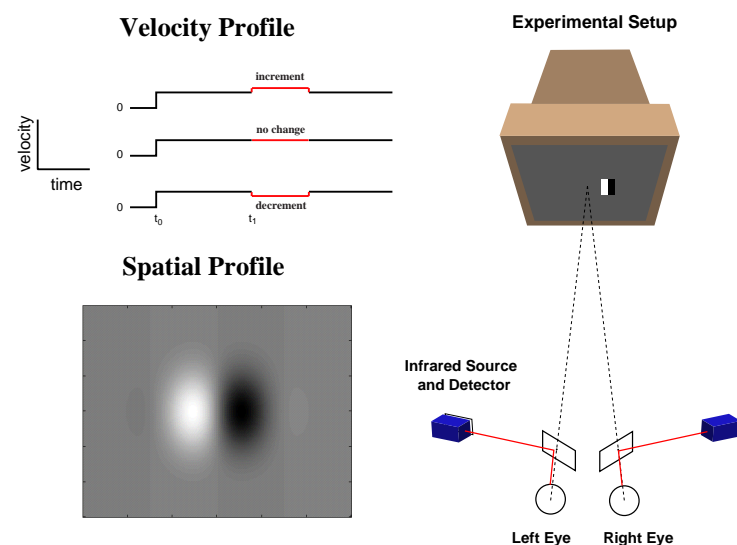 Velocity Profile
increment
0
no change
0
decrement
0
t0
t1
velocity
time
Spatial Profile
Experimental Setup
Infrared Source
and Detector
Left Eye
Right Eye